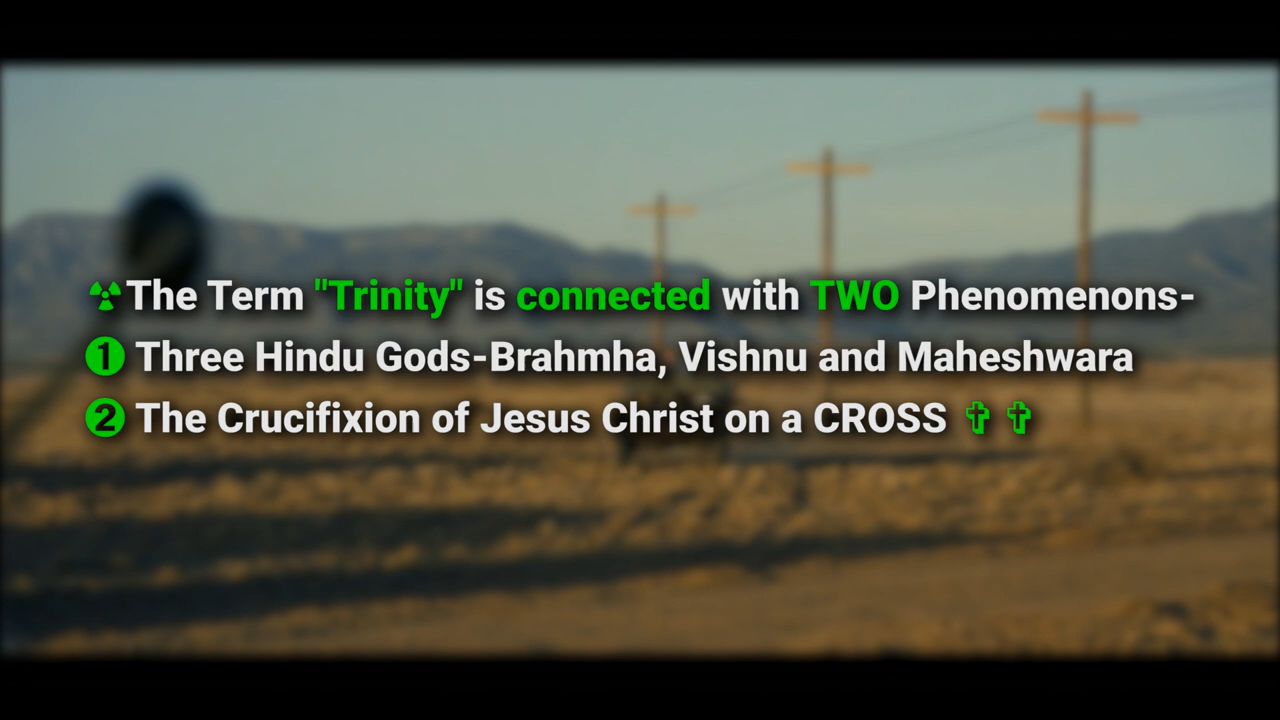 ☢The Term "Trinity" is connected with TWO Phenomenons-
❶ Three Hindu Gods-Brahmha, Vishnu and Maheshwara
❷ The Crucifixion of Jesus Christ on a CROSS ✞ ✞